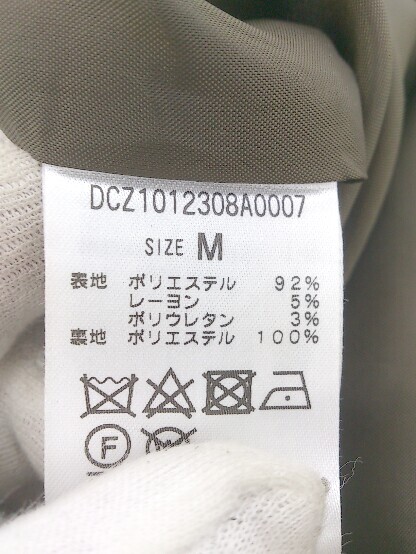 DCZ1012308A0007
SIZE M
表地 ポリエステル 92%
レーヨン 5%
ポリウレタン 3%
裏地 ポリエステル 100%
F